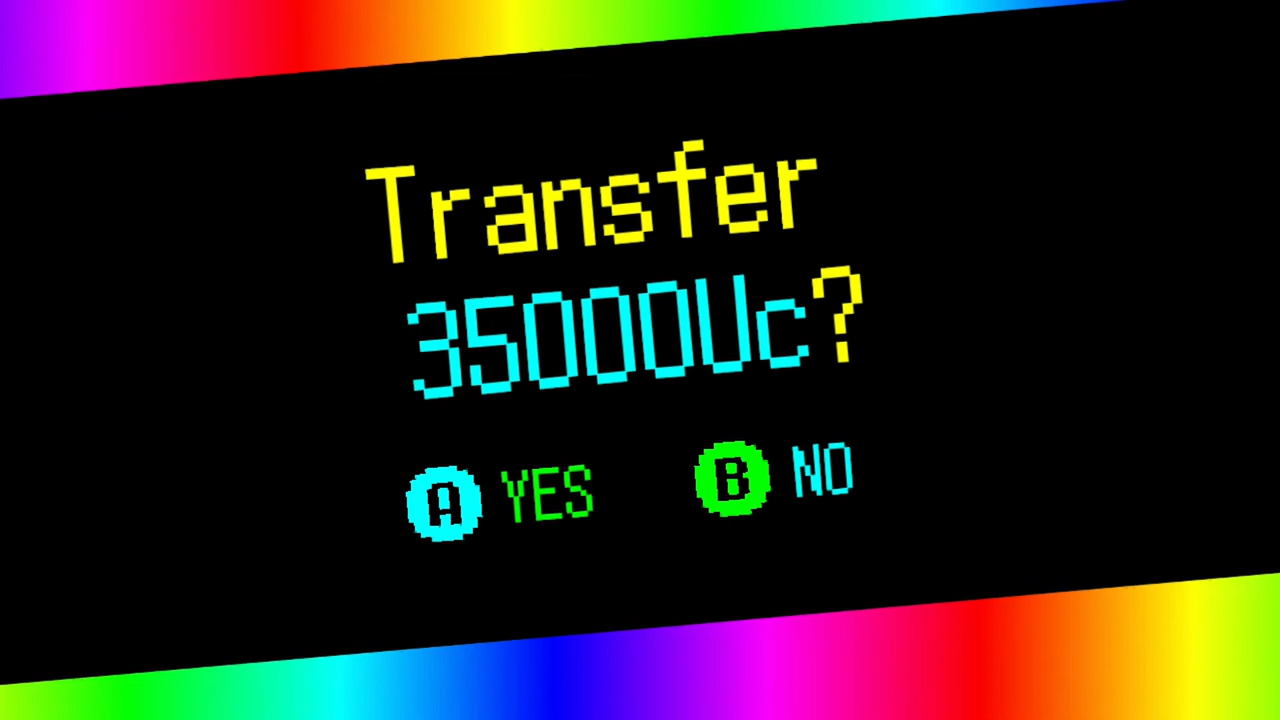 Transfer
35000Uc?
A YES B NO